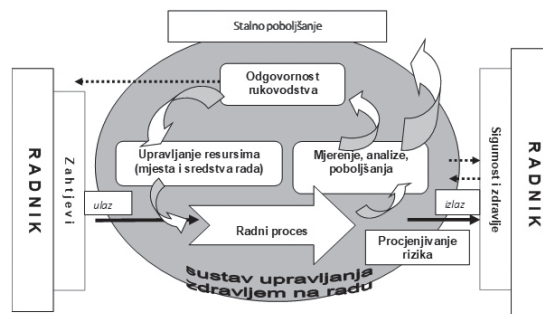 Stalno poboljšanje
Odgovornost
rukovodstva
RADNIK
Zahtjevi
Upravljanje resursima
(mjesta i sredstva rada)
Mjerenje, analize,
poboljšanja
Sigurnost i zdravlje
RADNIK
ulaz
Radni proces
izlaz
Procjenjivanje
rizika
sustav upravljanja
zdravljem na radu